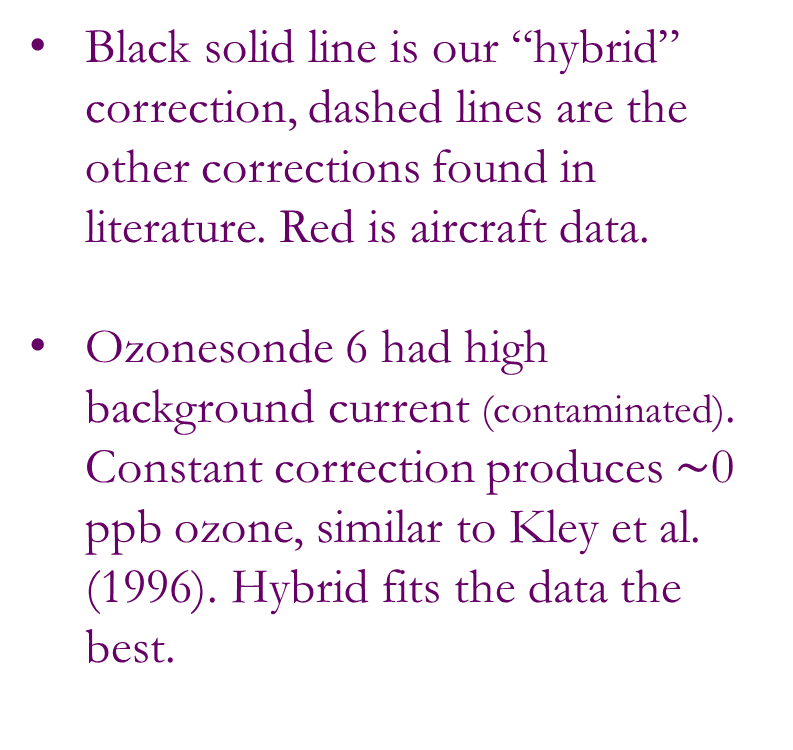 • Black solid line is our “hybrid”
correction, dashed lines are the
other corrections found in
literature. Red is aircraft data.
• Ozonesonde 6 had high
background current (contaminated).
Constant correction produces ~0
ppb ozone, similar to Kley et al.
(1996). Hybrid fits the data the
best.